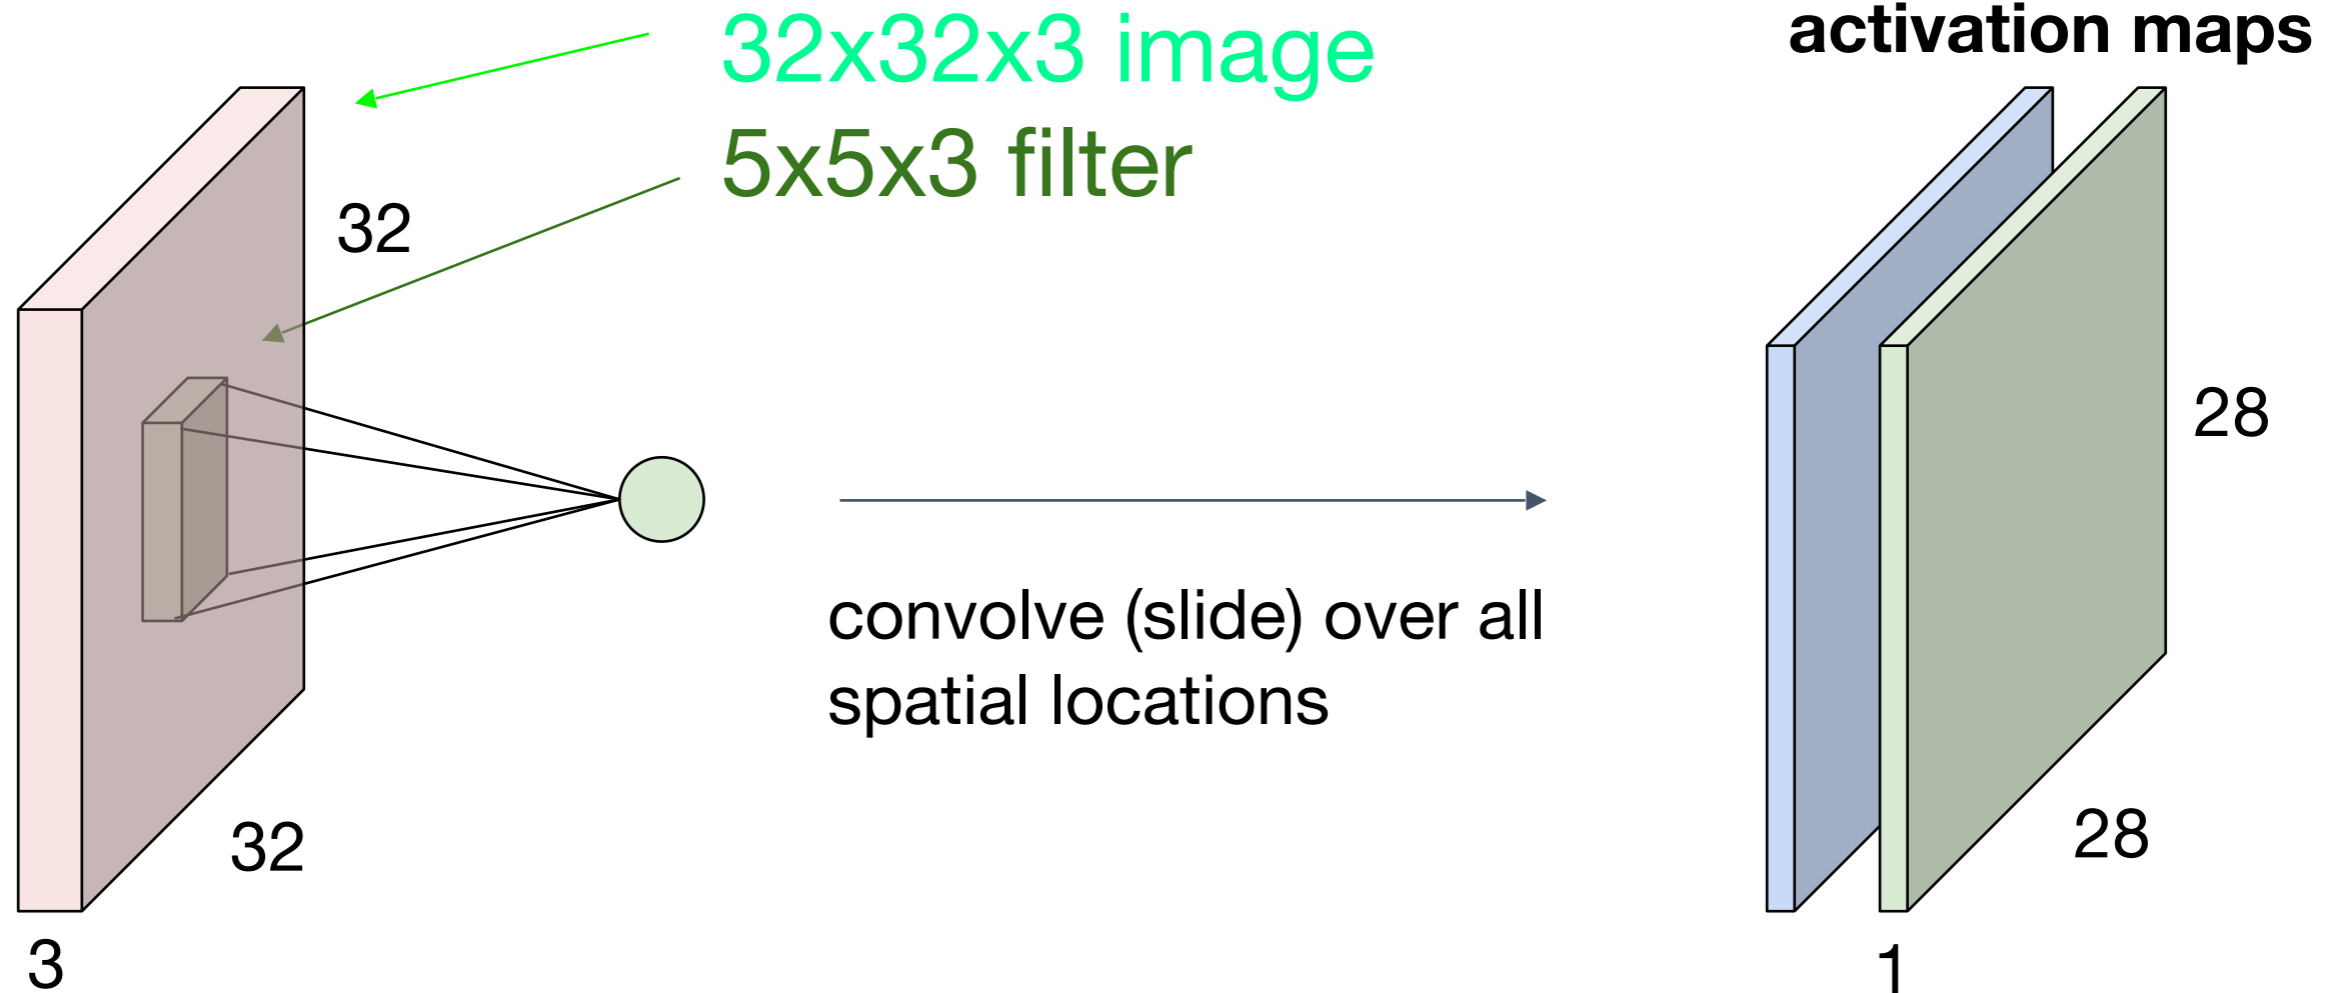 32x32x3 image
activation maps
5x5x3 filter
32
28
convolve (slide) over all
spatial locations
32
28
3
1